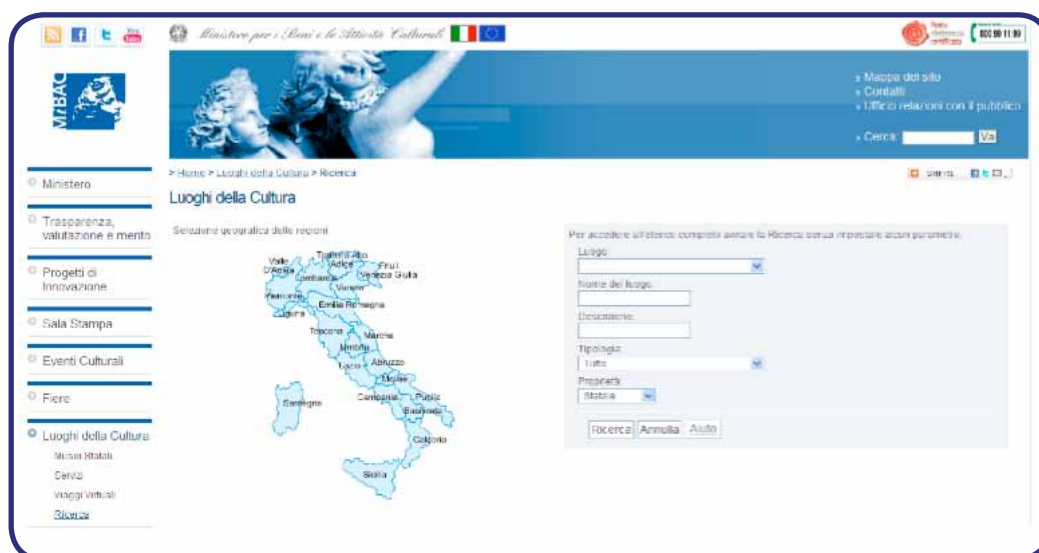 You
Tube
Ministero per i Beni e le Attività Culturali
Posta
elettronica
certificata
800 99 11 99
MiBAC
» Mappa del sito
» Contatti
» Ufficio relazioni con il pubblico
» Cerca: Va
> Home > Luoghi della Cultura > Ricerca
Ministero
Trasparenza,
valutazione e merito
Progetti di
Innovazione
Sala Stampa
Eventi Culturali
Fiere
Luoghi della Cultura
Musei Statali
Servizi
Viaggi Virtuali
Ricerca
Luoghi della Cultura
Selezione geografica delle regioni
Valle
D'Aosta
Trentino Alto
Adige
Friuli
Venezia Giulia
Lombardia
Veneto
Piemonte
Emilia Romagna
Liguria
Toscana
Marche
Umbria
Lazio
Abruzzo
Molise
Campania
Puglia
Basilicata
Sardegna
Calabria
Sicilia
Per accedere all'elenco completo avviare la Ricerca senza impostare alcun parametro.
Luogo:
Nome del luogo:
Descrizione:
Tipologia:
Tutte
Proprietà:
Statale
Ricerca Annulla Aiuto